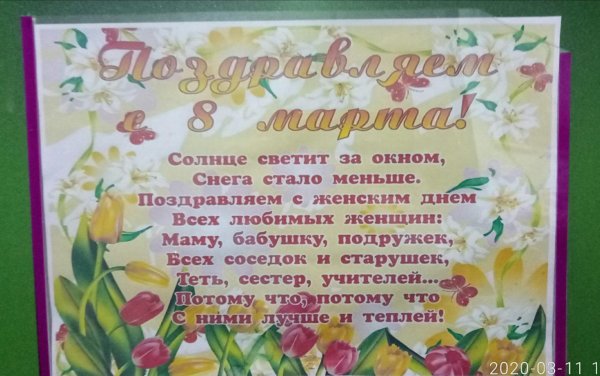 Поздравляем
с 8 марта!
Солнце светит за окном,
Снега стало меньше.
Поздравляем с женским днем
Всех любимых женщин:
Маму, бабушку, подружек,
Всех соседок и старушек,
Теть, сестер, учителей...
Потому что, потому что
С ними лучше и теплей!
2020-03-11 1